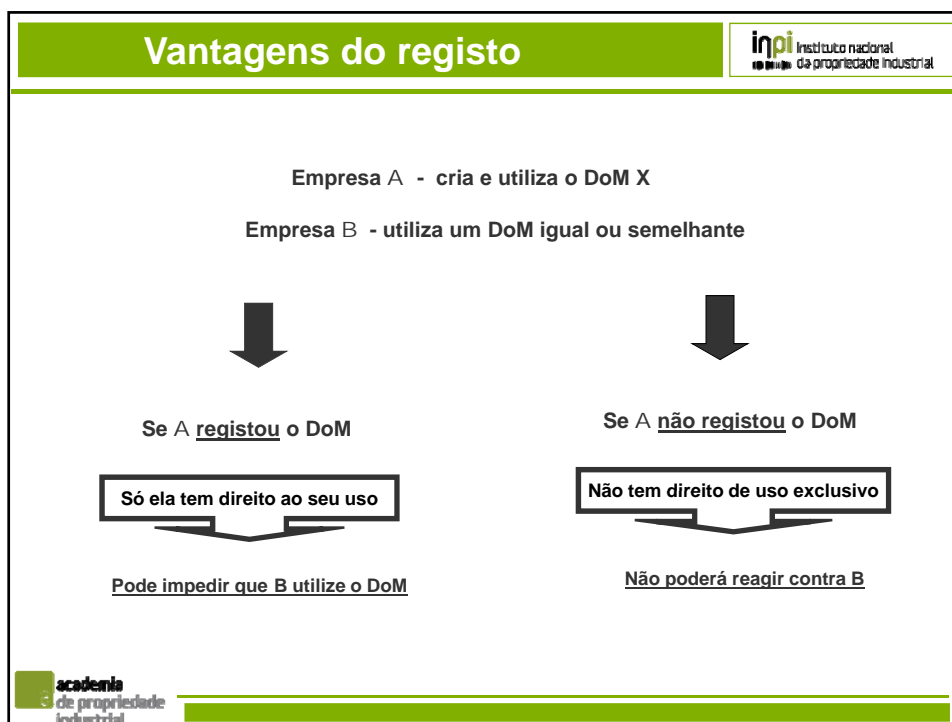 Vantagens do registo
inpi instituto nacional
da propriedade industrial
Empresa A - cria e utiliza o DoM X
Empresa B - utiliza um DoM igual ou semelhante
Se A registou o DoM
Só ela tem direito ao seu uso
Pode impedir que B utilize o DoM
Se A não registou o DoM
Não tem direito de uso exclusivo
Não poderá reagir contra B
academia
de propriedade
industrial